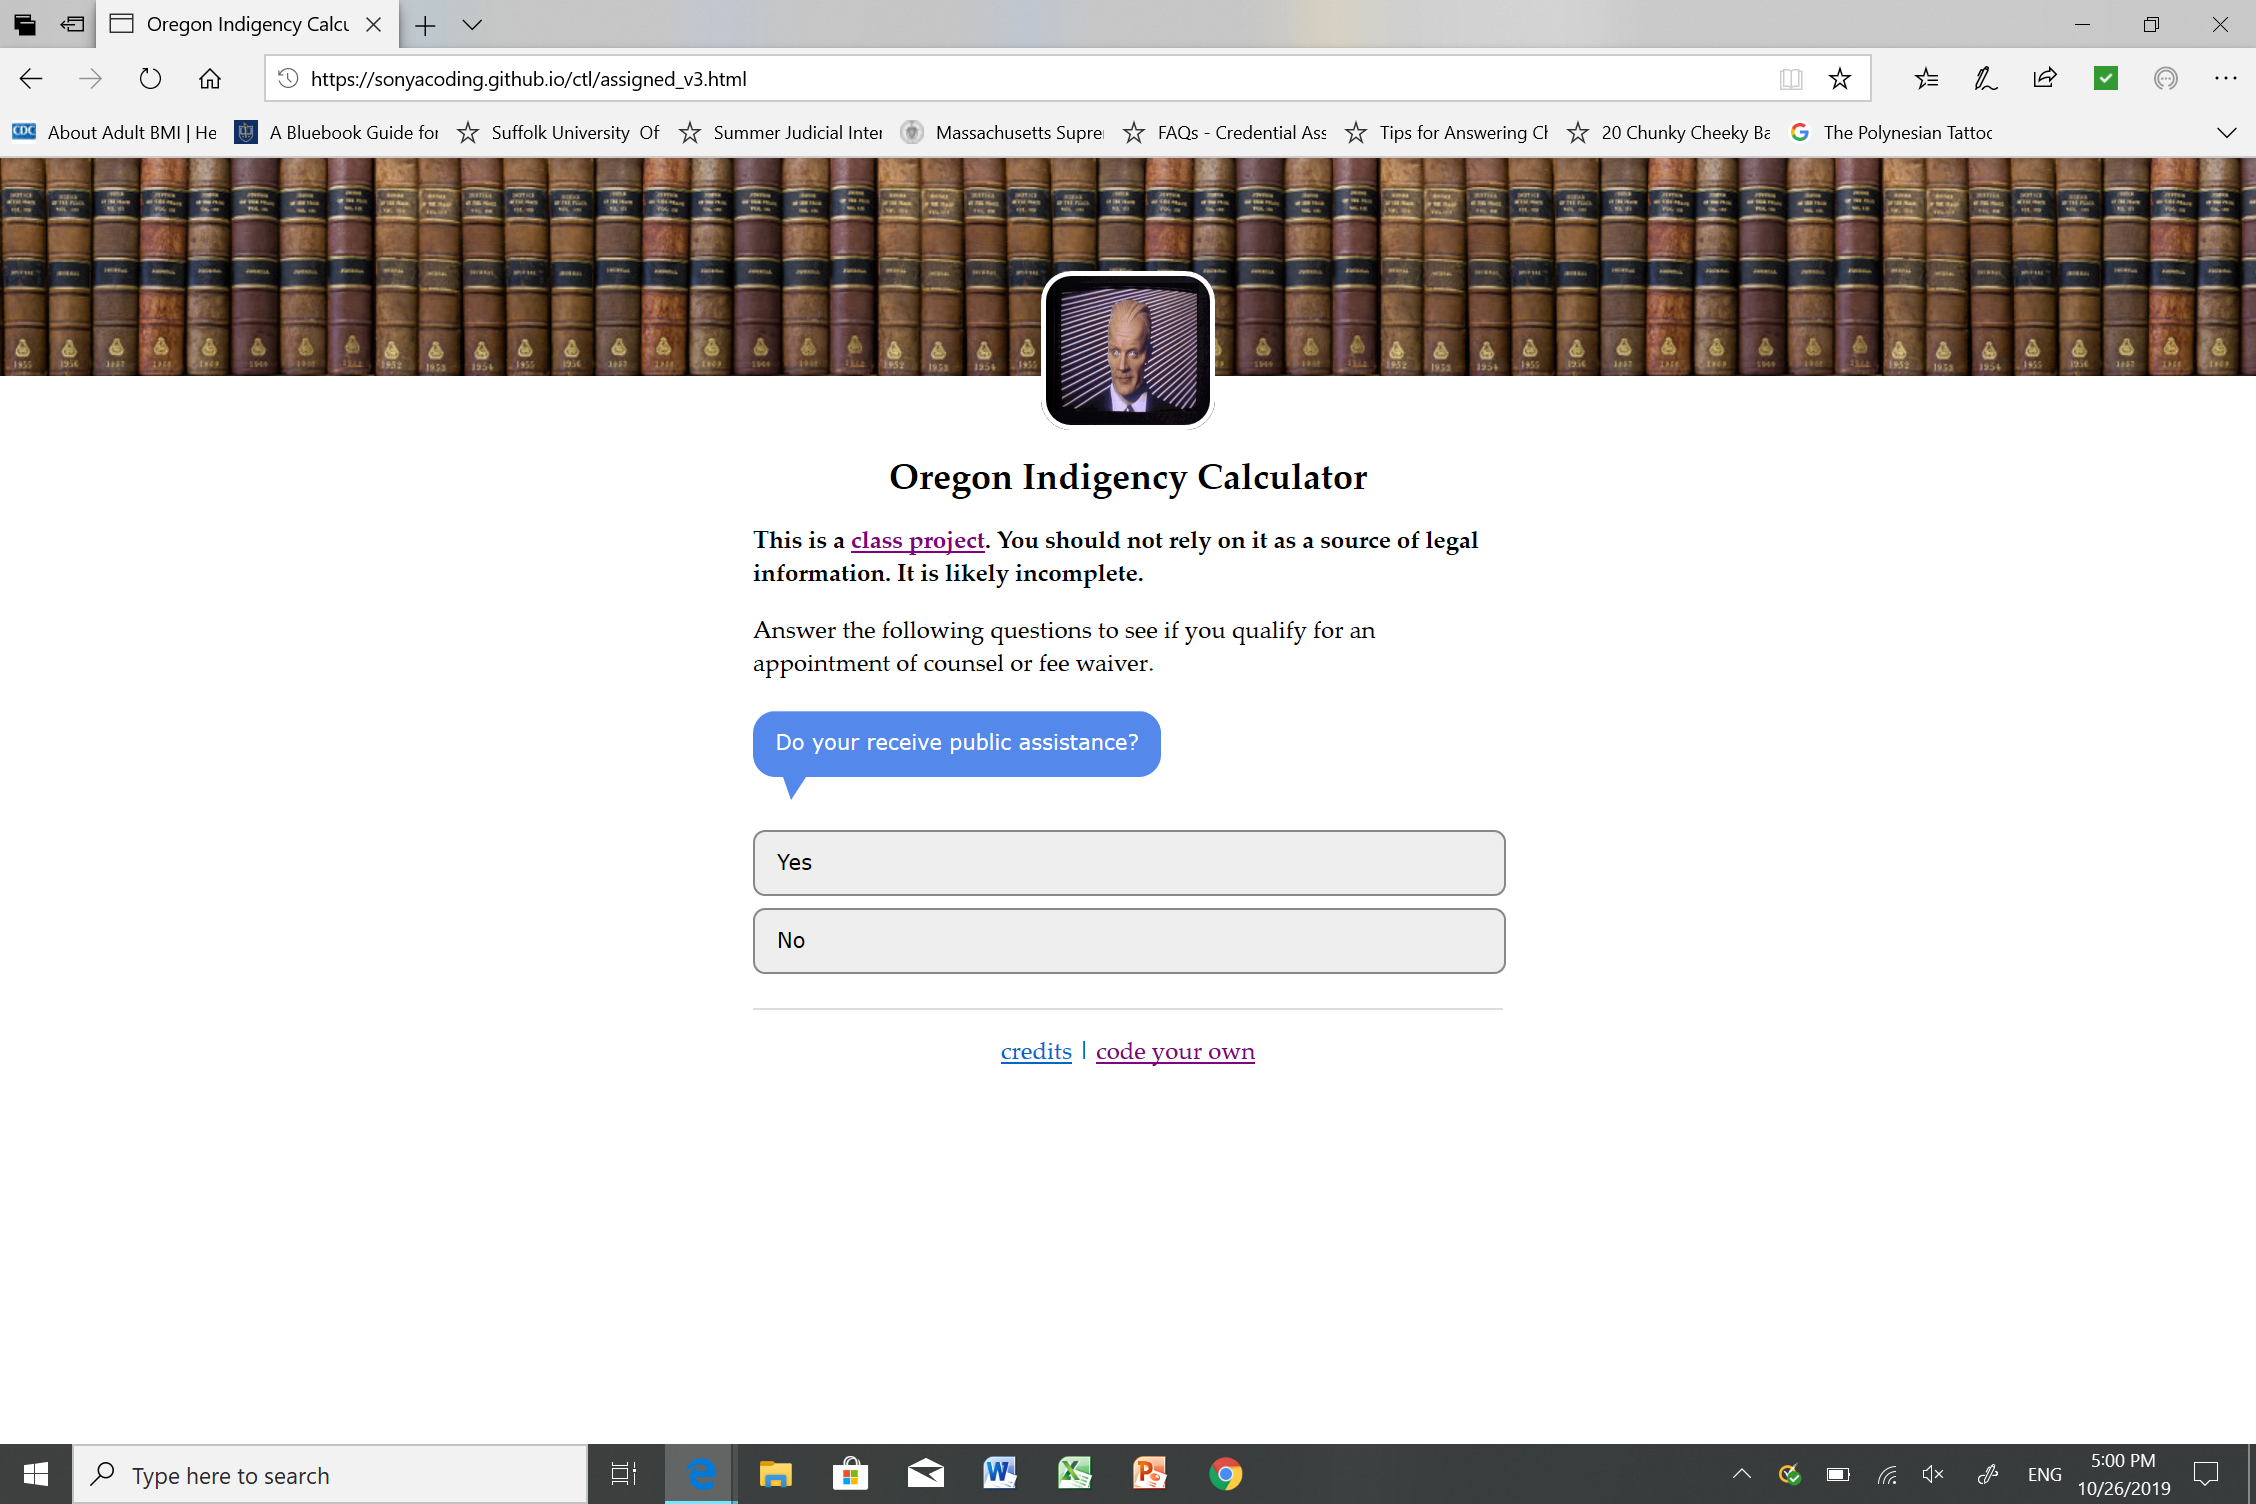 Oregon Indigency Calcu
https://sonyacoding.github.io/ctl/assigned_v3.html
CDC About Adult BMI | He A Bluebook Guide for Suffolk University Of Summer Judicial Inter Massachusetts Suprer FAQs - Credential Ass Tips for Answering Ch 20 Chunky Cheeky Ba The Polynesian Tattoo
Oregon Indigency Calculator
This is a class project. You should not rely on it as a source of legal
information. It is likely incomplete.
Answer the following questions to see if you qualify for an
appointment of counsel or fee waiver.
Do your receive public assistance?
Yes
No
credits | code your own
Type here to search
ENG
5:00 PM
10/26/2019